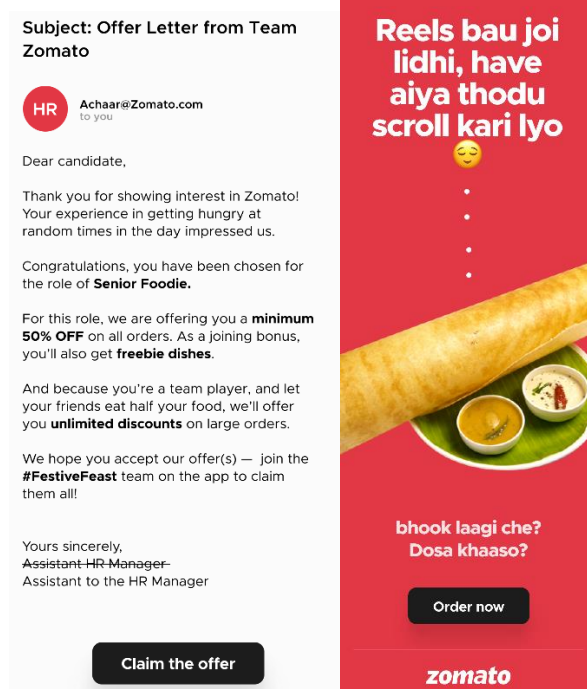 Subject: Offer Letter from Team
Zomato
HR
Achaar@Zomato.com
to you
Dear candidate,
Thank you for showing interest in Zomato!
Your experience in getting hungry at
random times in the day impressed us.
Congratulations, you have been chosen for
the role of Senior Foodie.
For this role, we are offering you a minimum
50% OFF on all orders. As a joining bonus,
you'll also get freebie dishes.
And because you're a team player, and let
your friends eat half your food, we'll offer
you unlimited discounts on large orders.
We hope you accept our offer(s) — join the
#FestiveFeast team on the app to claim
them all!
Yours sincerely,
Assistant HR Manager
Assistant to the HR Manager
Claim the offer
Reels bau joi
lidhi, have
aiya thodu
scroll kari lyo
bhook laagi che?
Dosa khaaso?
Order now
zomato